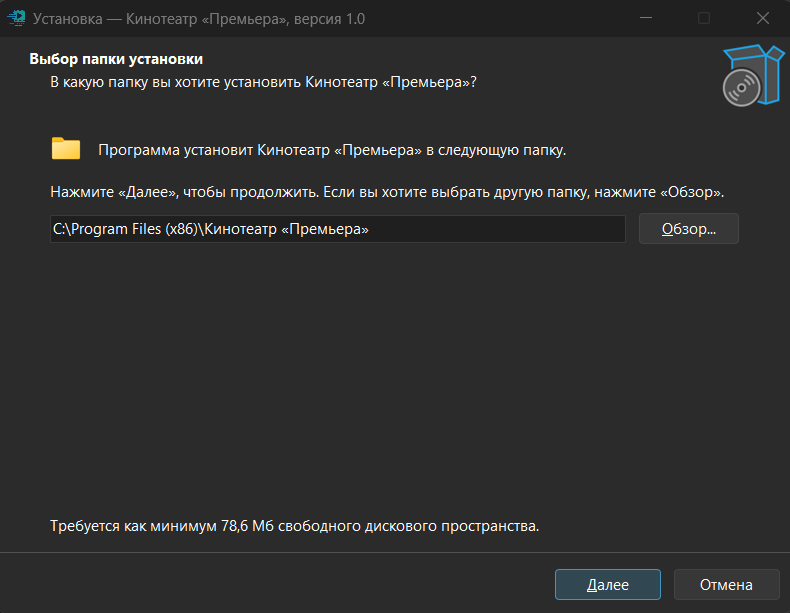 Установка — Кинотеатр «Премьера», версия 1.0
Выбор папки установки
В какую папку вы хотите установить Кинотеатр «Премьера»?
Программа установит Кинотеатр «Премьера» в следующую папку.
Нажмите «Далее», чтобы продолжить. Если вы хотите выбрать другую папку, нажмите «Обзор».
C:\Program Files (x86)\Кинотеатр «Премьера»
Обзор...
Требуется как минимум 78,6 Мб свободного дискового пространства.
Далее
Отмена